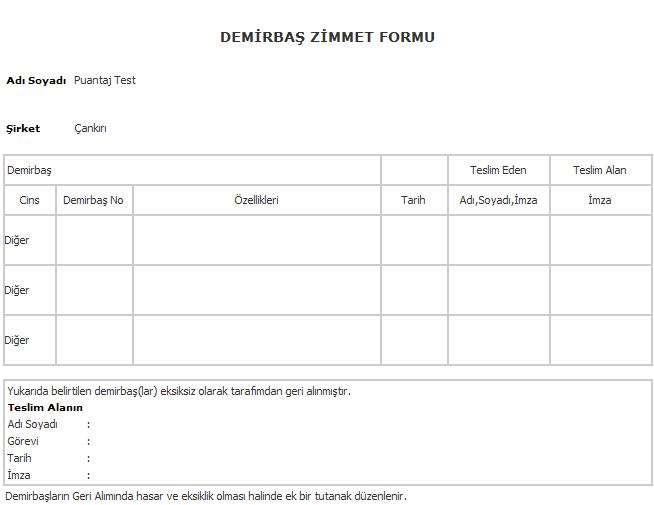 DEMİRBAŞ ZİMMET FORMU
Adı Soyadı Puantaj Test
Şirket Çankırı
Demirbaş Teslim Eden Teslim Alan
Cins Demirbaş No Özellikleri Tarih Adı,Soyadı,İmza İmza
Diğer
Diğer
Diğer
Yukarıda belirtilen demirbaş(lar) eksiksiz olarak tarafımdan geri alınmıştır.
Teslim Alanın
Adı Soyadı :
Görevi :
Tarih :
İmza :
Demirbaşların Geri Alımında hasar ve eksiklik olması halinde ek bir tutanak düzenlenir.